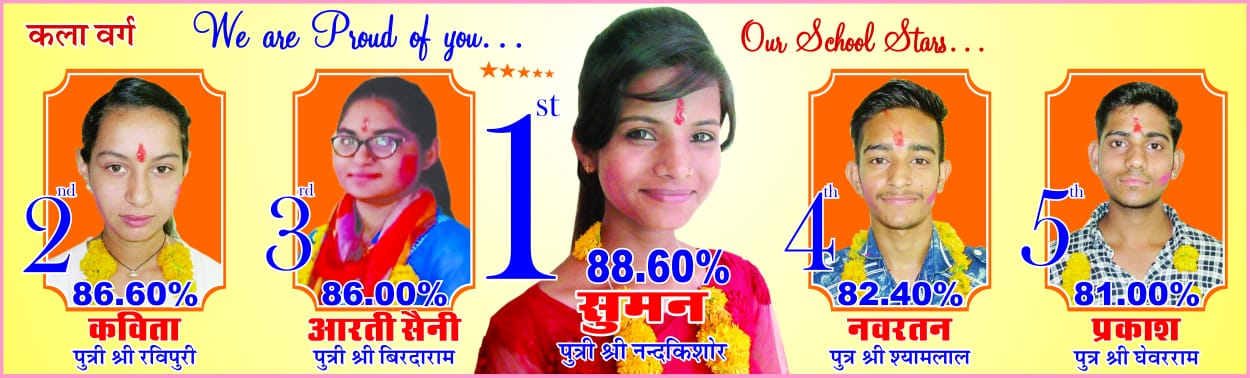 कला वर्ग
We are Proud of you...
Our School Stars...
2nd
86.60%
कविता
पुत्री श्री रविपुरी
3rd
86.00%
आरती सैनी
पुत्री श्री बिरदाराम
1st
88.60%
सुमन
पुत्री श्री नन्दकिशोर
4th
82.40%
नवरतन
पुत्र श्री श्यामलाल
5th
81.00%
प्रकाश
पुत्र श्री घेवरराम